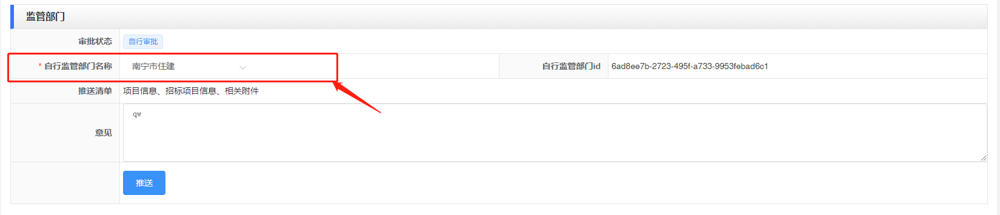 监管部门
审批状态 自行审批
* 自行监管部门名称 南宁市住建 自行监管部门id 6ad8ee7b-2723-495f-a733-9953febad6c1
推送清单 项目信息、招标项目信息、相关附件
意见 qw
推送